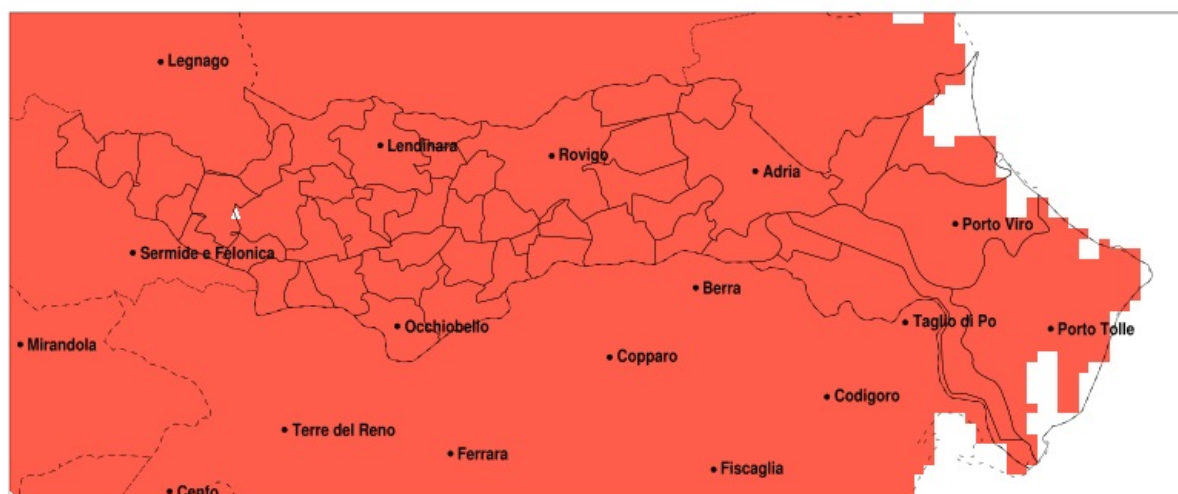 Legnago
Lendinara
Rovigo
Adria
Porto Viro
Sermide e Felonica
Berra
Occhiobello
Taglio di Po
Porto Tolle
Mirandola
Copparo
Codigoro
Terre del Reno
Ferrara
Fiscaglia
Cento